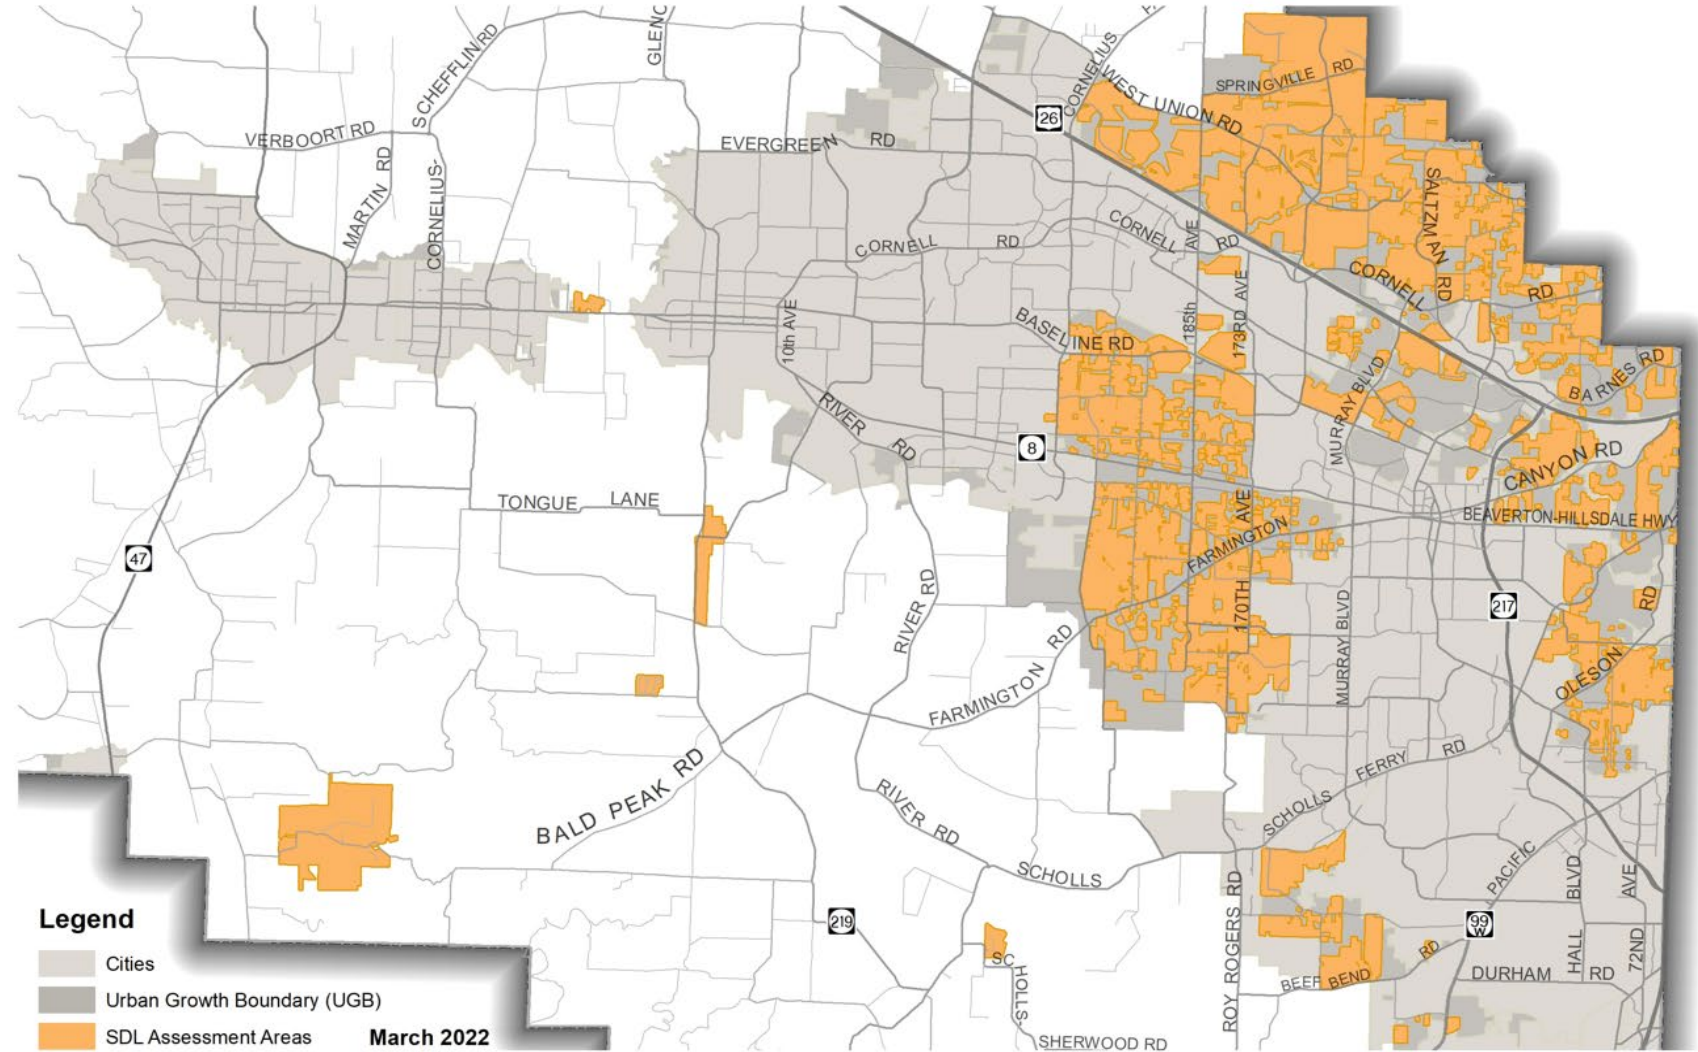 GLENC
SCHEFFLIN RD
CORNELIUS
P
26
WEST UNION RD
SPRINGVILLE RD
VERBOORT RD
MARTIN RD
CORNELIUS-
EVERGREEN RD
SALTZMAN RD
CORNELL RD
CORNELL RD
185th AVE
173RD AVE
CORNELL RD
10th AVE
BASELINE RD
MURRAY BLVD
BARNES RD
RIVER RD
8
CANYON RD
TONGUE LANE
170TH AVE
FARMINGTON
BEAVERTON-HILLSDALE HWY
47
RIVER RD
MURRAY BLVD
217
RD
OLESON
FARMINGTON RD
BALD PEAK RD
RIVER RD
SCHOLLS FERRY RD
SCHOLLS
PACIFIC
HALL BLVD
72ND AVE
ROY ROGERS RD
219
99
W
SCHOLLS-
BEEF BEND RD
DURHAM RD
SHERWOOD RD
Legend
Cities
Urban Growth Boundary (UGB)
SDL Assessment Areas
March 2022